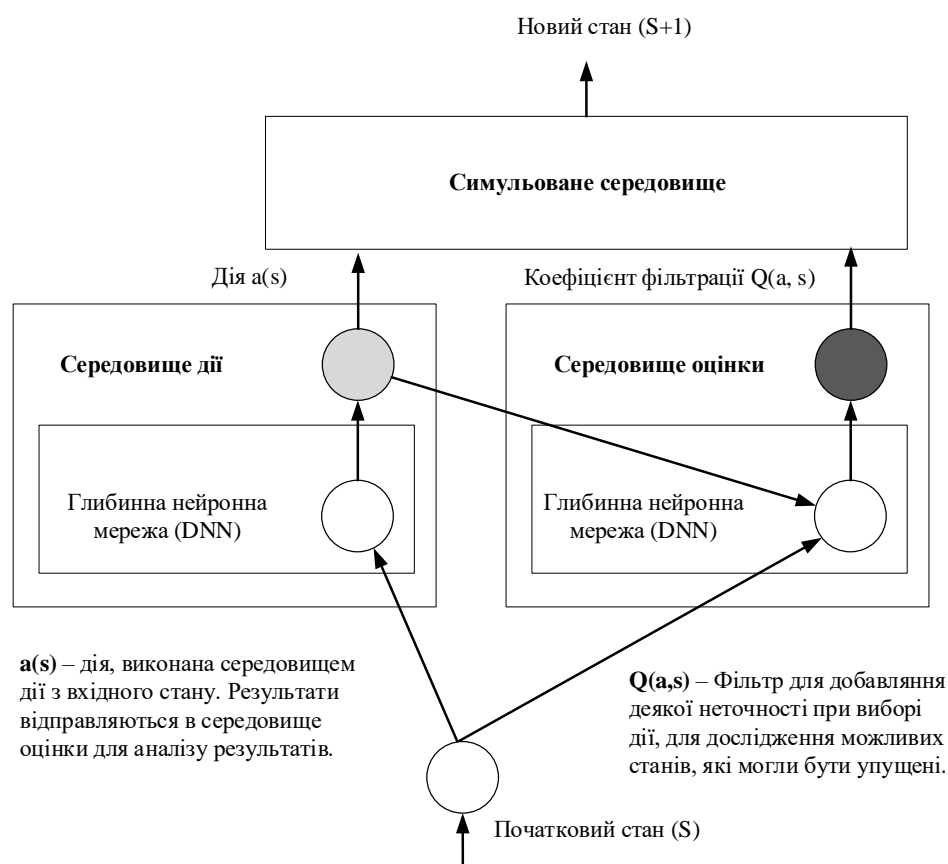 Новий стан (S+1)
Симульоване середовище
Дія a(s)
Коефіцієнт фільтрації Q(a, s)
Середовище дії
Середовище оцінки
Глибинна нейронна
мережа (DNN)
Глибинна нейронна
мережа (DNN)
a(s) – дія, виконана середовищем
дії з вхідного стану. Результати
відправляються в середовище
оцінки для аналізу результатів.
Q(a,s) – Фільтр для добавляння
деякої неточності при виборі
дії, для дослідження можливих
станів, які могли бути упущені.
Початковий стан (S)